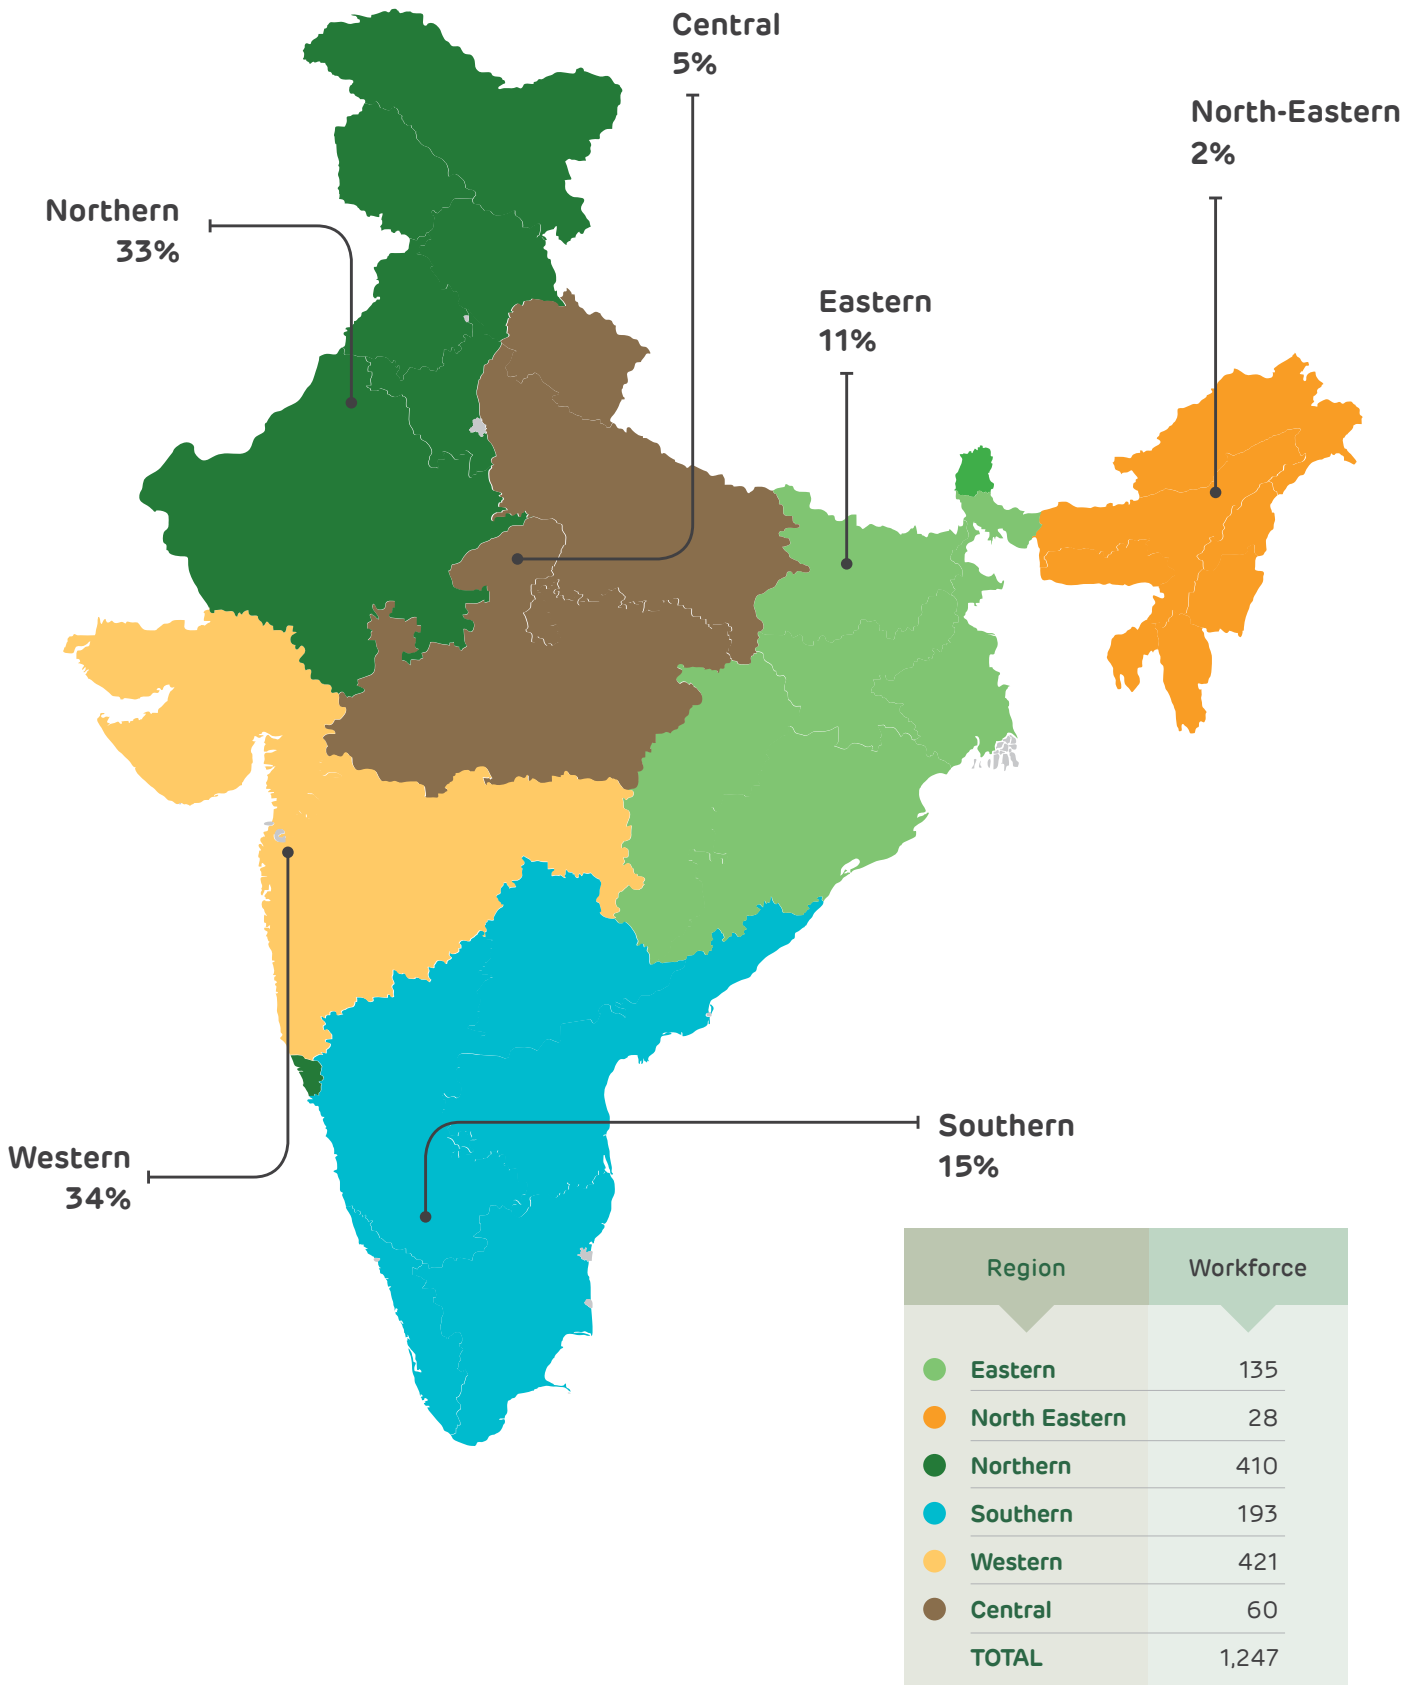 Central
5%
North-Eastern
2%
Northern
33%
Eastern
11%
Southern
15%
Western
34%
Region Workforce
Eastern 135
North Eastern 28
Northern 410
Southern 193
Western 421
Central 60
TOTAL 1,247